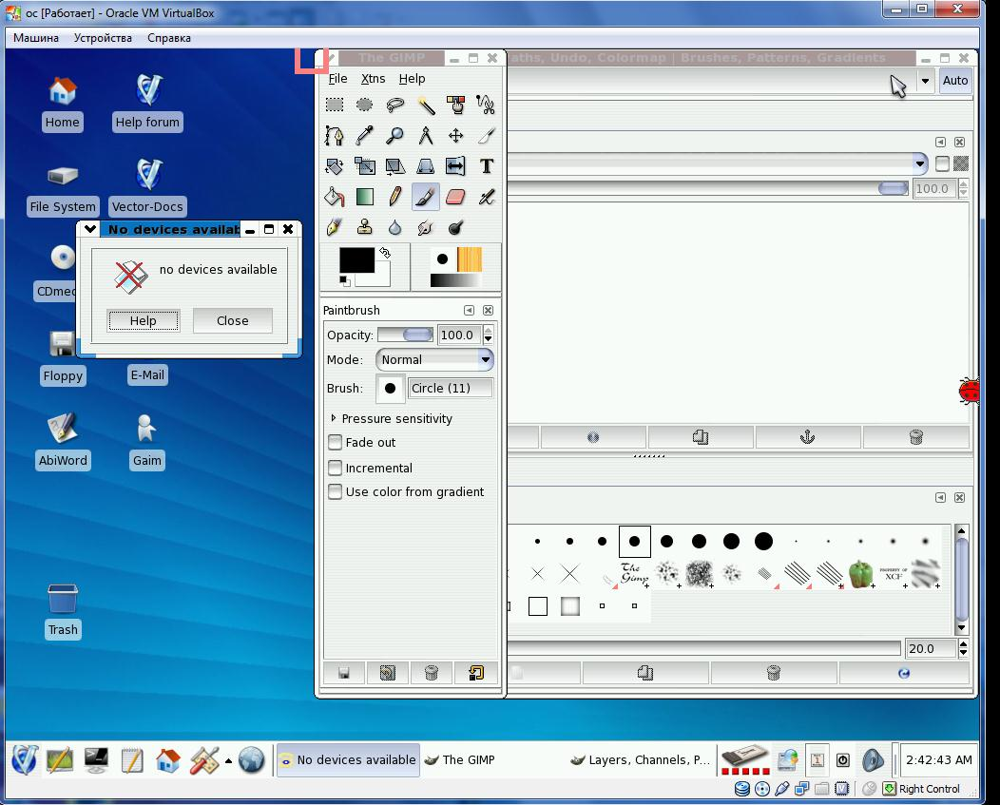 ос [Работает] - Oracle VM VirtualBox
Машина Устройства Справка
Home
Help forum
File System
Vector-Docs
No devices availab
no devices available
Help Close
Floppy
E-Mail
AbiWord
Gaim
Trash
The GIMP
File Xtns Help
Paintbrush
Opacity: 100.0
Mode: Normal
Brush: Circle (11)
Pressure sensitivity
Fade out
Incremental
Use color from gradient
aths, Undo, Colormap | Brushes, Patterns, Gradients
Auto
100.0
The
Gimp
PROPERTY OF
XCF
20.0
No devices available
The GIMP
Layers, Channels, P...
2:42:43 AM
Right Control